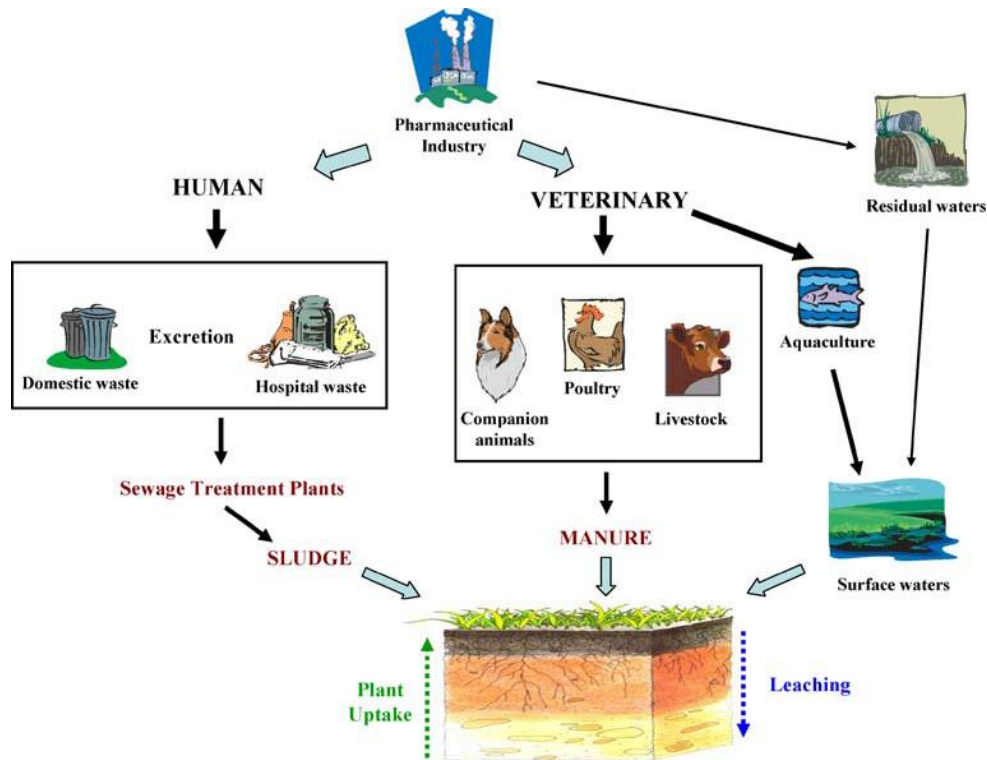 Pharmaceutical
Industry
HUMAN
VETERINARY
Residual waters
Domestic waste
Excretion
Hospital waste
Companion
animals
Poultry
Livestock
Aquaculture
Sewage Treatment Plants
SLUDGE
MANURE
Surface waters
Plant
Uptake
Leaching